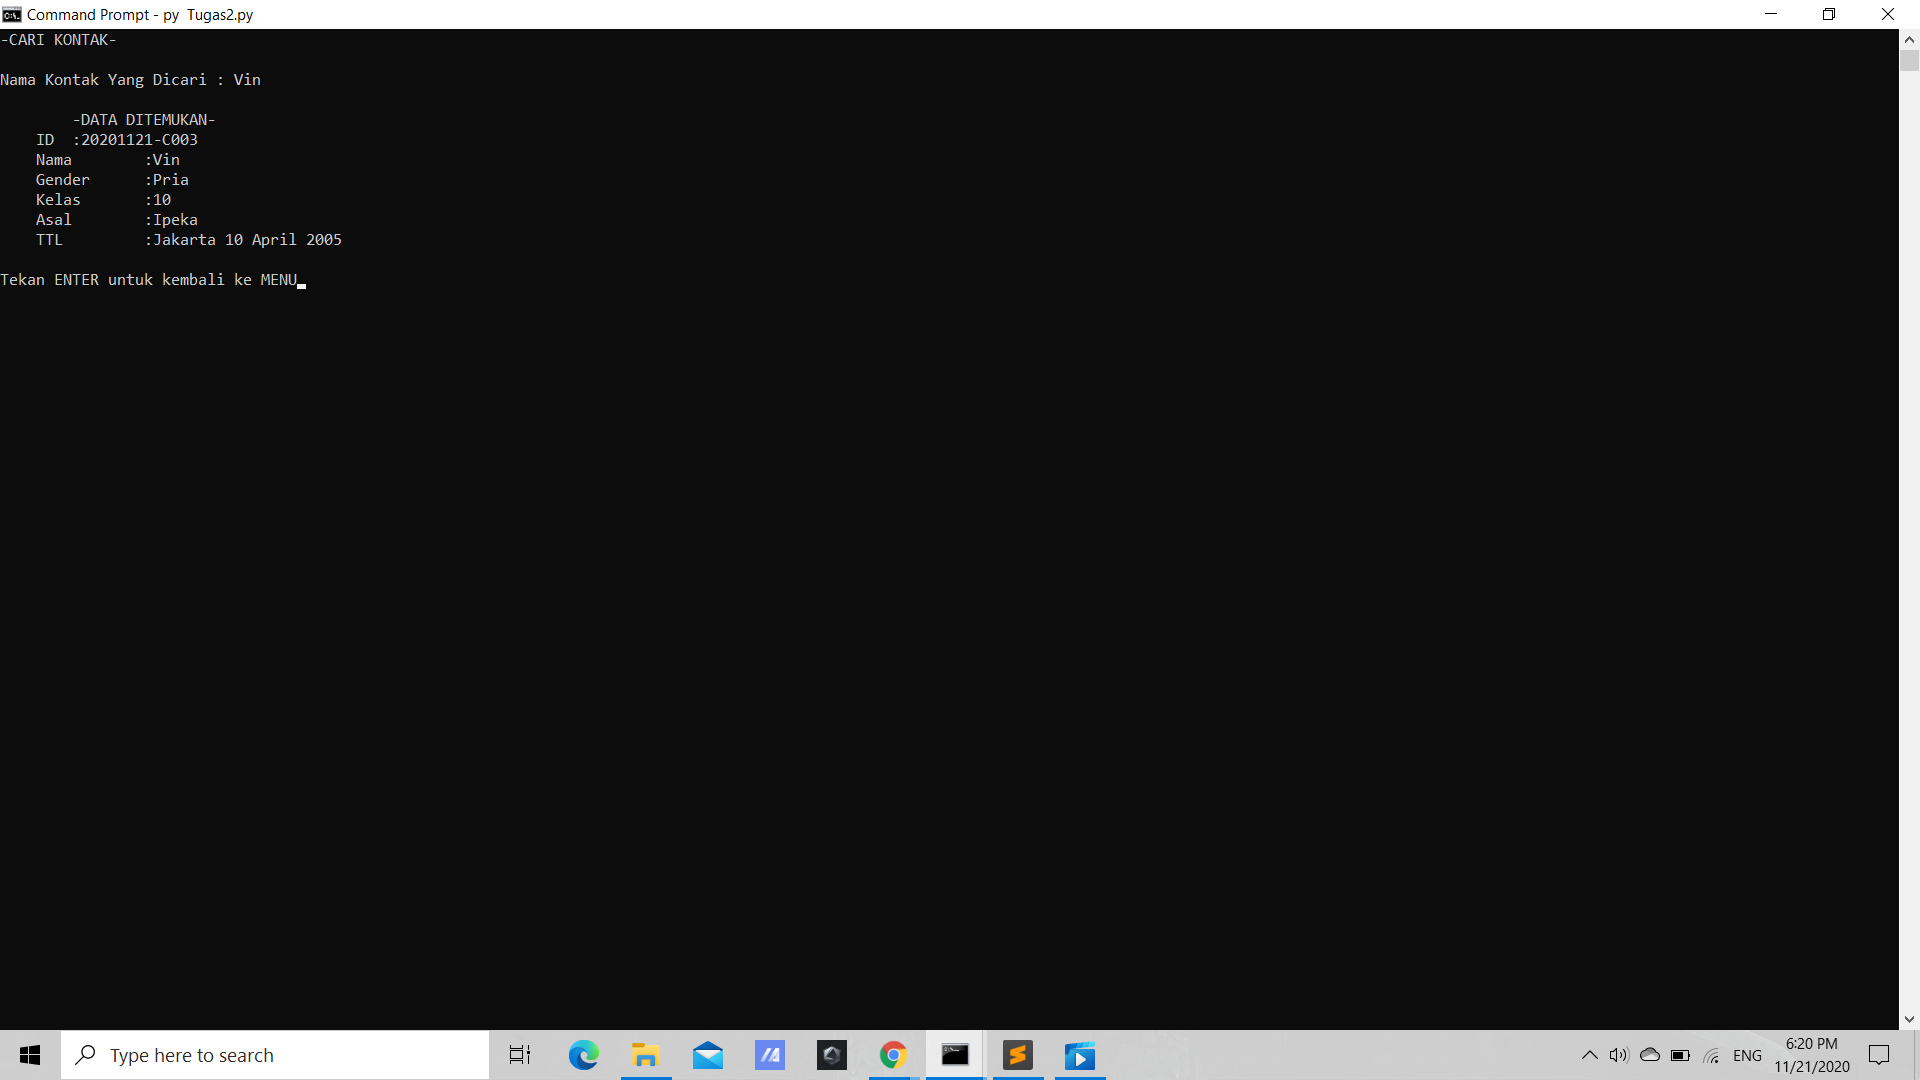 Command Prompt - py  Tugas2.py
-CARI KONTAK-
Nama Kontak Yang Dicari : Vin
-DATA DITEMUKAN-
ID  :20201121-C003
Nama        :Vin
Gender      :Pria
Kelas       :10
Asal        :Ipeka
TTL         :Jakarta 10 April 2005
Tekan ENTER untuk kembali ke MENU
Type here to search
ENG
6:20 PM
11/21/2020